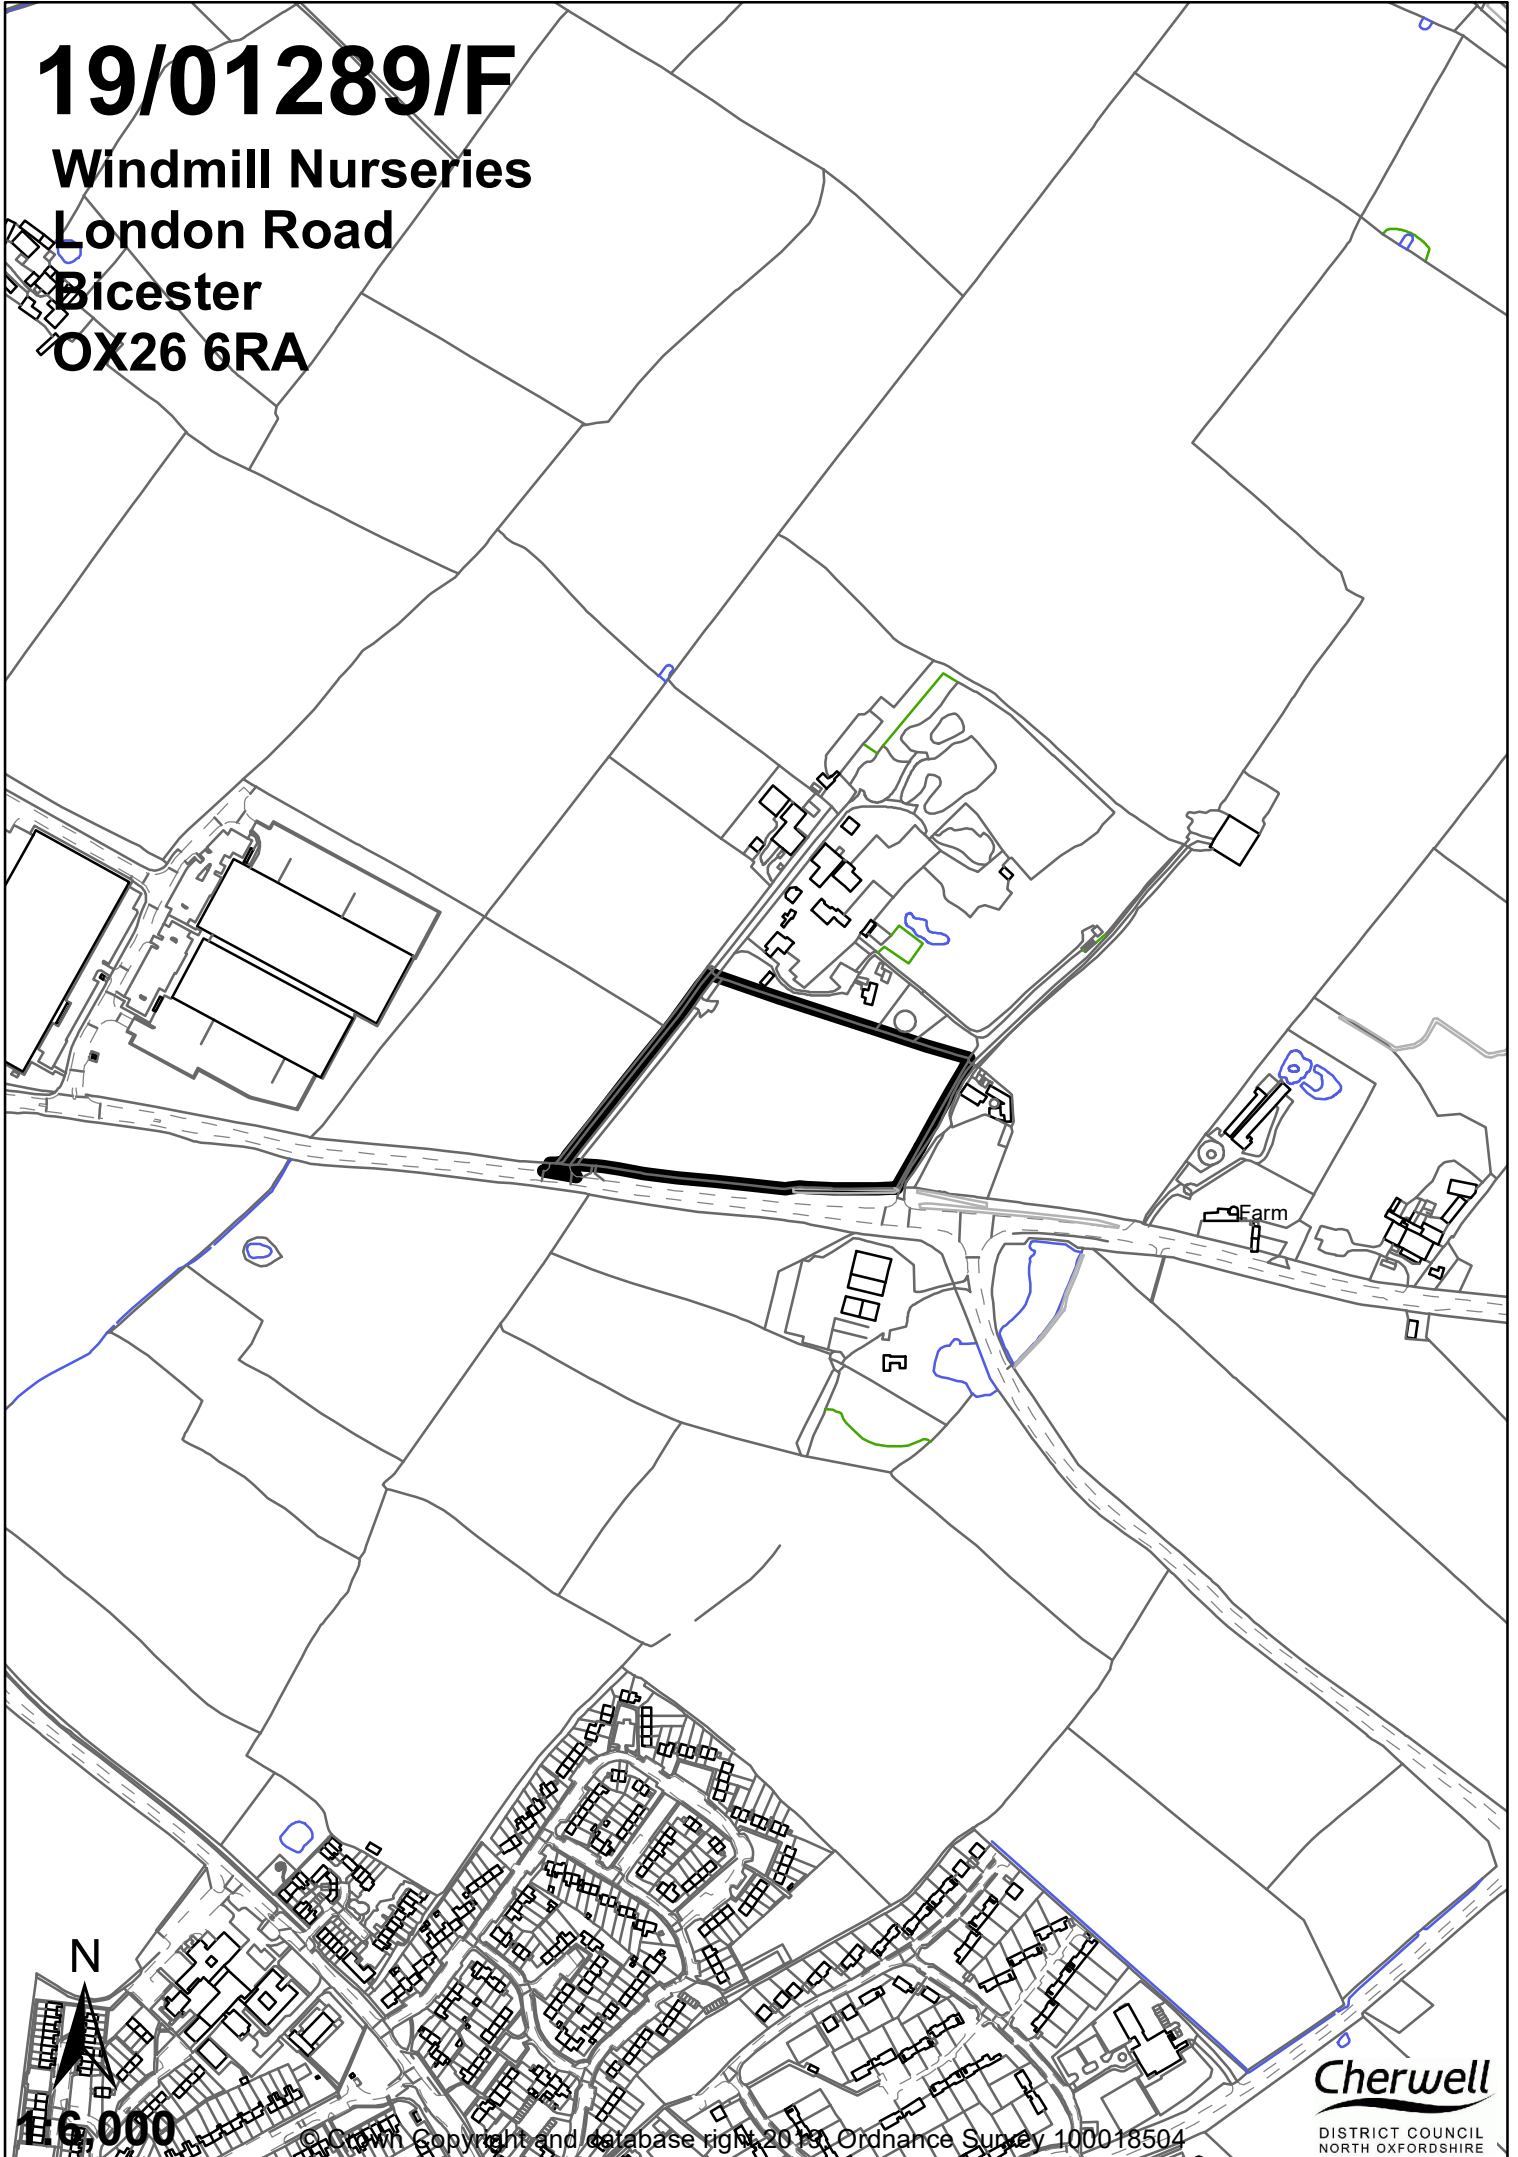 19/01289/F
Windmill Nurseries
London Road
Bicester
OX26 6RA
Farm
N
1:6,000
© Crown Copyright and database right 2019. Ordnance Survey 100018504
Cherwell
DISTRICT COUNCIL
NORTH OXFORDSHIRE